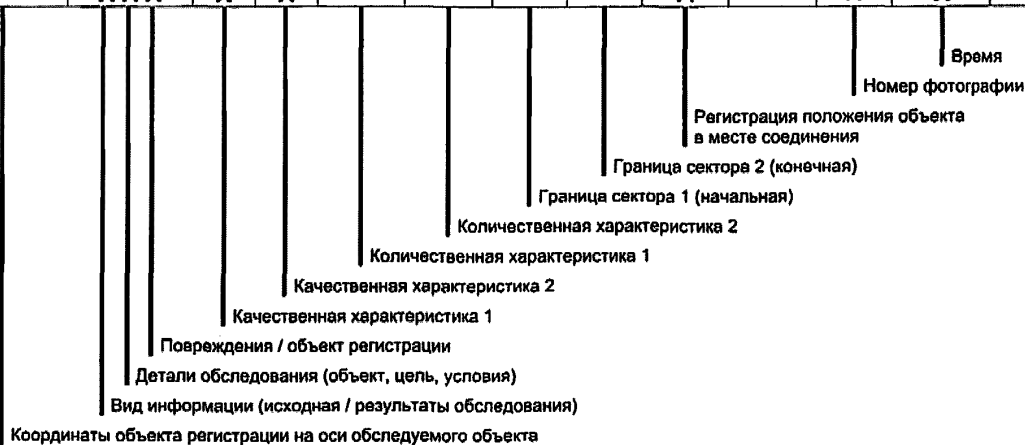 Время
Номер фотографии
Регистрация положения объекта
в месте соединения
Граница сектора 2 (конечная)
Граница сектора 1 (начальная)
Количественная характеристика 2
Количественная характеристика 1
Качественная характеристика 2
Качественная характеристика 1
Повреждения / объект регистрации
Детали обследования (объект, цель, условия)
Вид информации (исходная / результаты обследования)
Координаты объекта регистрации на оси обследуемого объекта